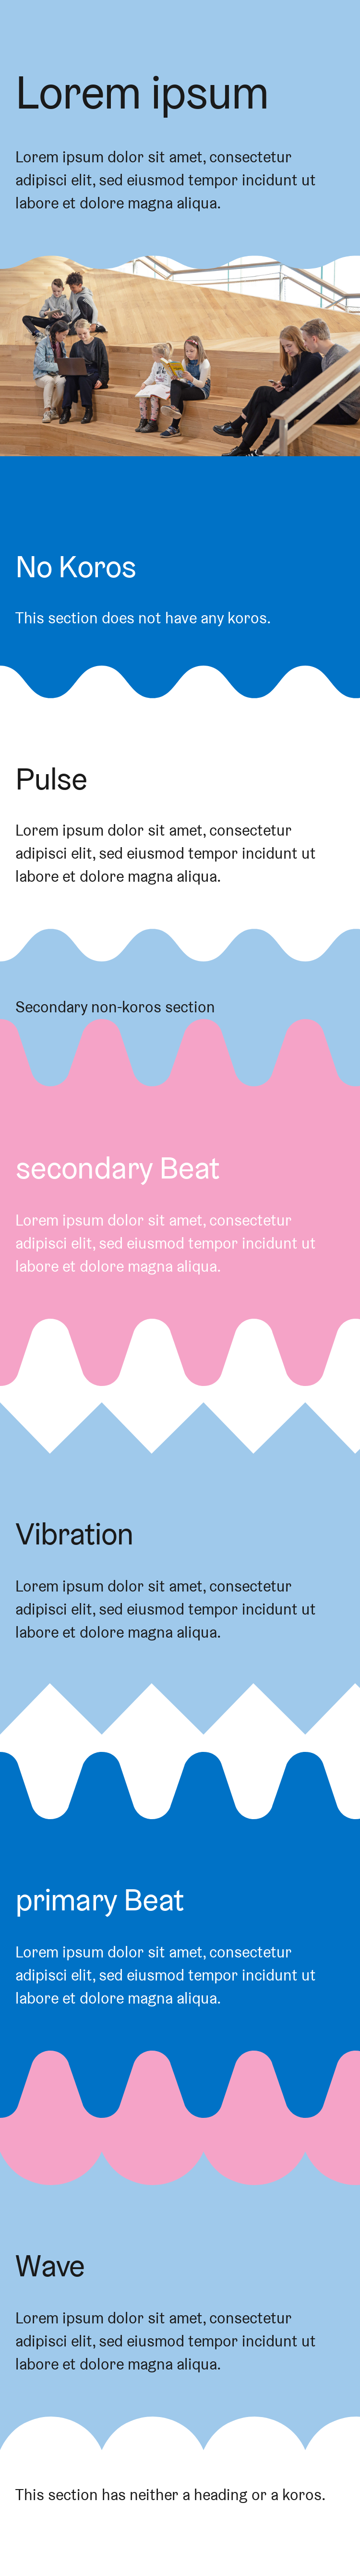 Lorem ipsum
Lorem ipsum dolor sit amet, consectetur
adipisci elit, sed eiusmod tempor incidunt ut
labore et dolore magna aliqua.
No Koros
This section does not have any koros.
Pulse
Lorem ipsum dolor sit amet, consectetur
adipisci elit, sed eiusmod tempor incidunt ut
labore et dolore magna aliqua.
Secondary non-koros section
secondary Beat
Lorem ipsum dolor sit amet, consectetur
adipisci elit, sed eiusmod tempor incidunt ut
labore et dolore magna aliqua.
Vibration
Lorem ipsum dolor sit amet, consectetur
adipisci elit, sed eiusmod tempor incidunt ut
labore et dolore magna aliqua.
primary Beat
Lorem ipsum dolor sit amet, consectetur
adipisci elit, sed eiusmod tempor incidunt ut
labore et dolore magna aliqua.
Wave
Lorem ipsum dolor sit amet, consectetur
adipisci elit, sed eiusmod tempor incidunt ut
labore et dolore magna aliqua.
This section has neither a heading or a koros.